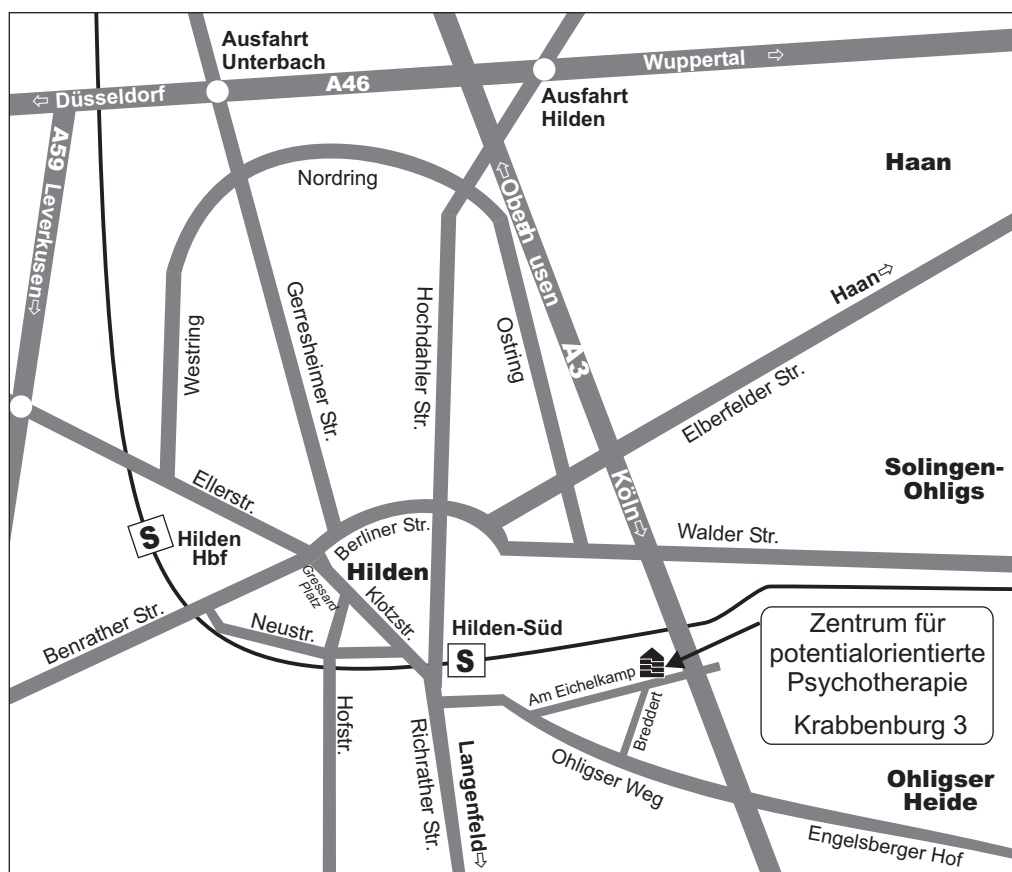 Ausfahrt
Unterbach
Düsseldorf
A46
Wuppertal
Ausfahrt
Hilden
A59 Leverkusen
Haan
Nordring
Oberh usen
Haan
Westring
Gerresheimer Str.
Hochdahler Str.
Ostring
A3
Elberfelder Str.
Solingen-
Ohligs
Köln
Ellerstr.
S
Hilden
Hbf
Berliner Str.
Walder Str.
Hilden
Gressard
Platz
Klotzstr.
Benrather Str.
Neustr.
Hilden-Süd
S
Zentrum für
potentialorientierte
Psychotherapie
Krabbenburg 3
Am Eichelkamp
Breddert
Hofstr.
Richrather Str.
Langenfeld
Ohligser Weg
Ohligser
Heide
Engelsberger Hof